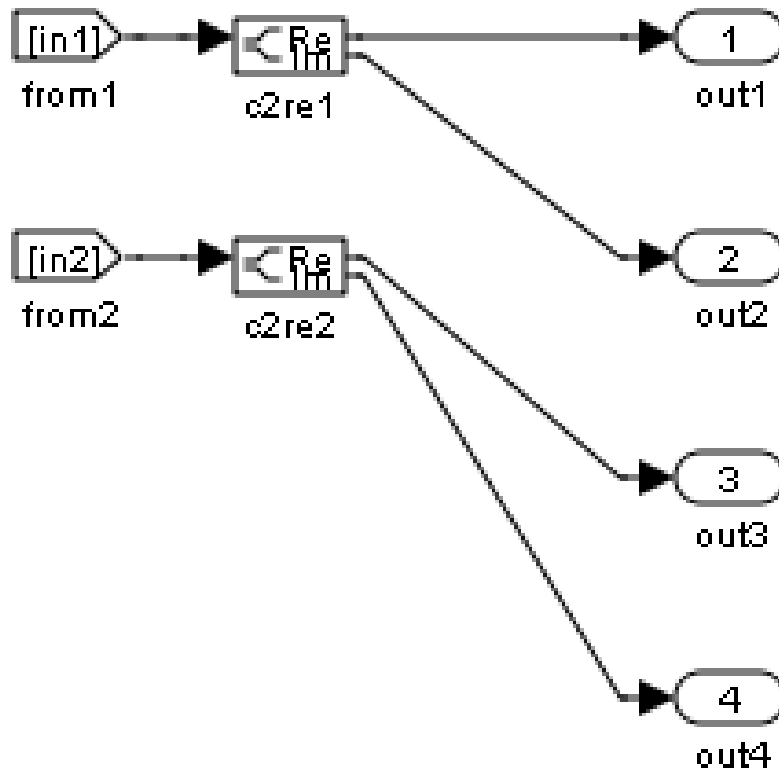 [in1]
Re
Im
1
from1
c2re1
out1
[in2]
Re
Im
2
from2
c2re2
out2
3
out3
4
out4